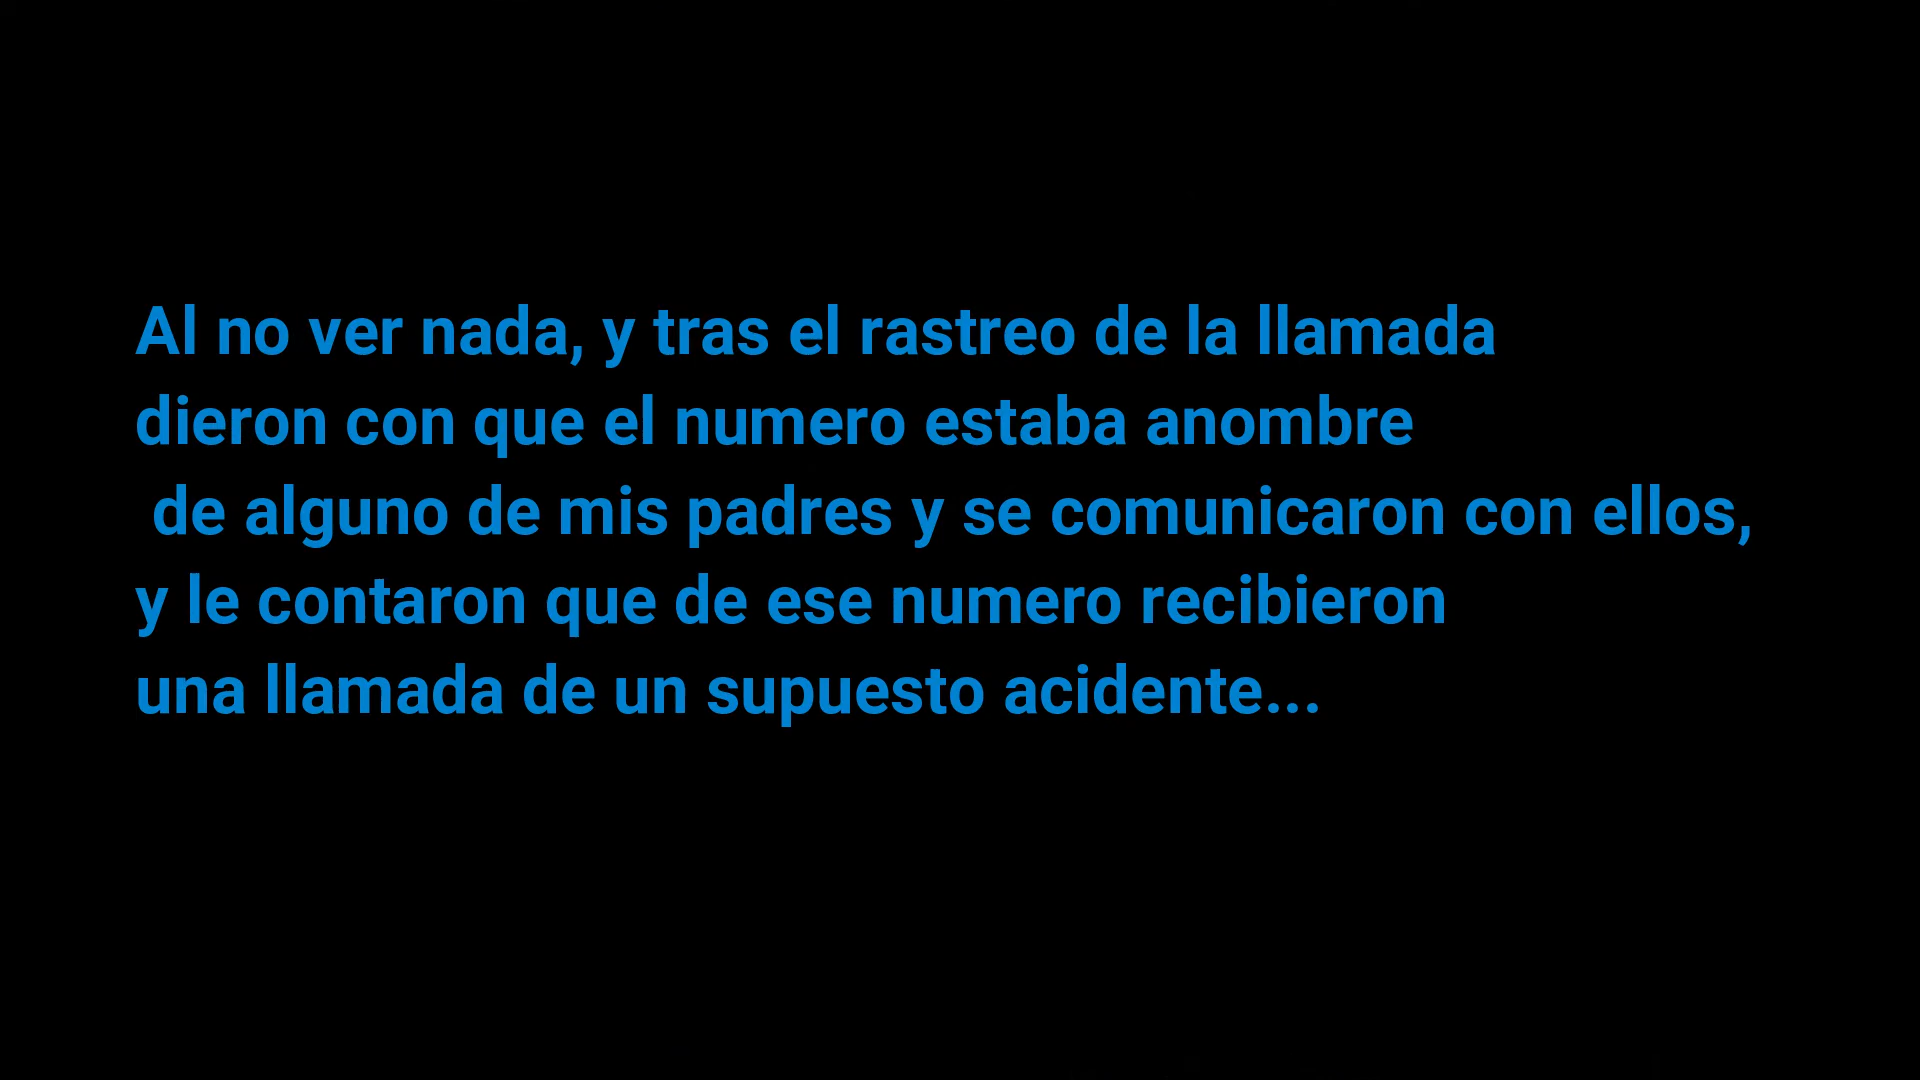 Al no ver nada, y tras el rastreo de la llamada
dieron con que el numero estaba anombre
de alguno de mis padres y se comunicaron con ellos,
y le contaron que de ese numero recibieron
una llamada de un supuesto acidente...